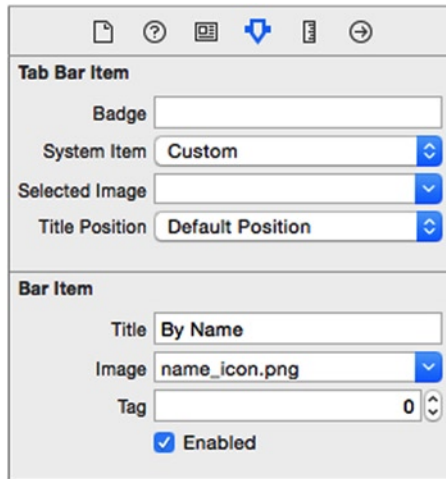 Tab Bar Item
Badge
System Item Custom
Selected Image
Title Position Default Position
Bar Item
Title By Name
Image name_icon.png
Tag 0
Enabled